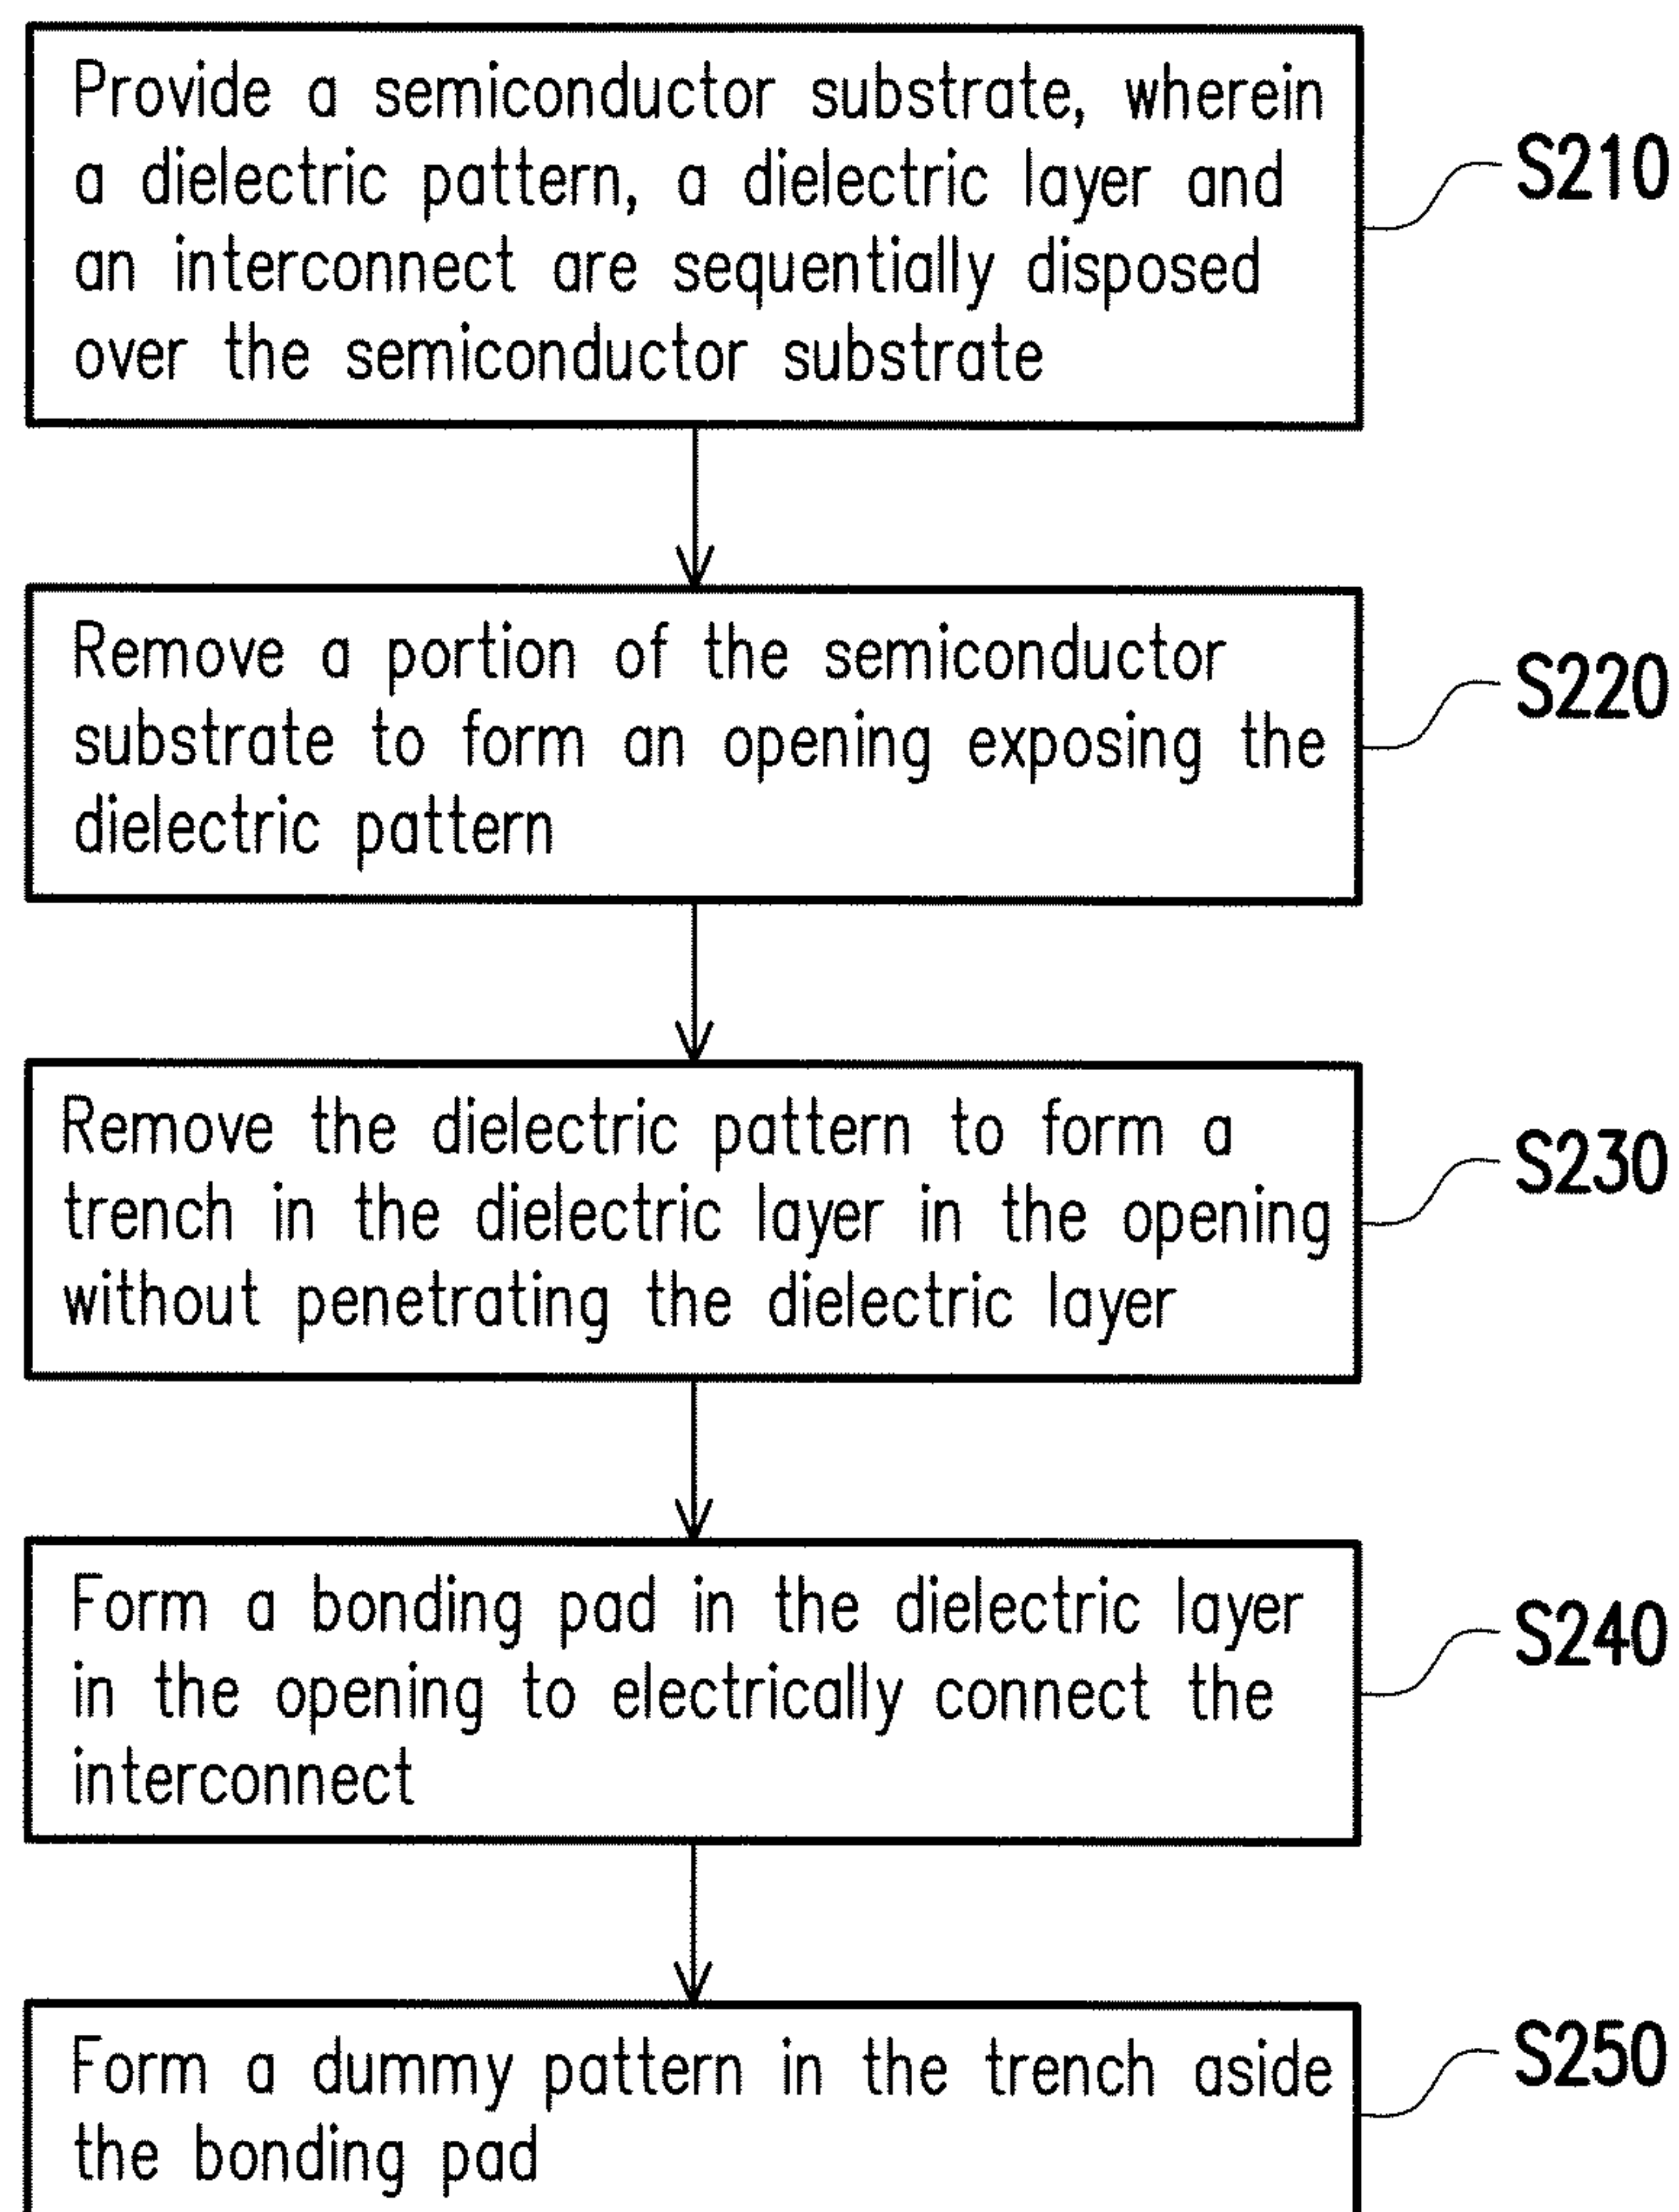 Provide a semiconductor substrate, wherein
a dielectric pattern, a dielectric layer and
an interconnect are sequentially disposed
over the semiconductor substrate
S210
Remove a portion of the semiconductor
substrate to form an opening exposing the
dielectric pattern
S220
Remove the dielectric pattern to form a
trench in the dielectric layer in the opening
without penetrating the dielectric layer
S230
Form a bonding pad in the dielectric layer
in the opening to electrically connect the
interconnect
S240
Form a dummy pattern in the trench aside
the bonding pad
S250